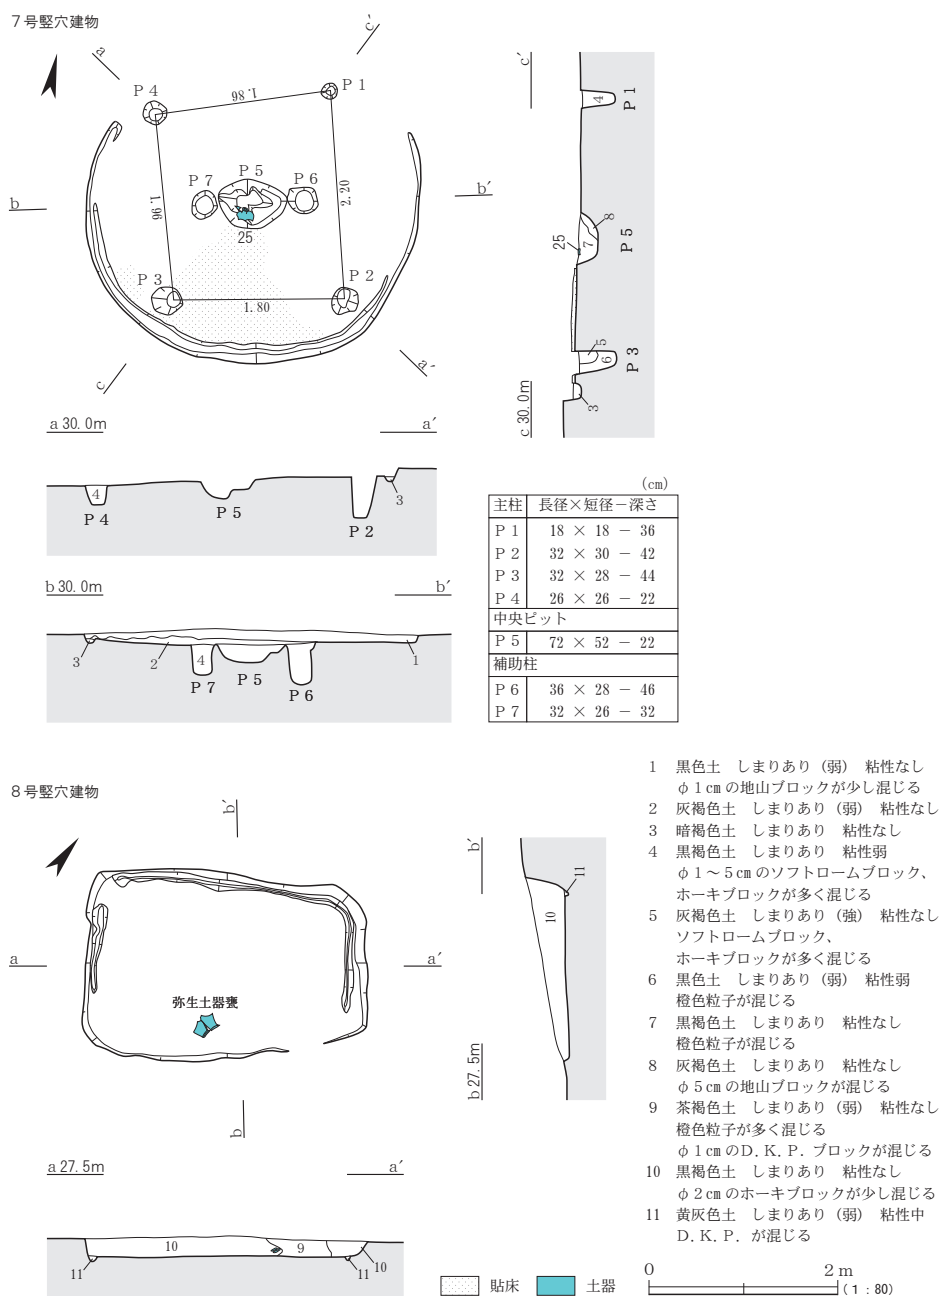 7号竪穴建物
a
c′
P 4
P 1
1.86
b
b′
P 7
P 5
P 6
1.96
2.20
25
P 3
P 2
1.80
c
a′
c′
4
P 1
8
25
7
P 5
5
6
P 3
3
c 30.0m
a 30.0m
a′
4
P 4
P 5
P 2
3
b 30.0m
b′
3
2
4
P 7
P 5
P 6
1
(cm)
主柱 長径×短径−深さ
P 1 18 × 18 − 36
P 2 32 × 30 − 42
P 3 32 × 28 − 44
P 4 26 × 26 − 22
中央ピット
P 5 72 × 52 − 22
補助柱
P 6 36 × 28 − 46
P 7 32 × 26 − 32
8号竪穴建物
b′
a
a′
弥生土器甕
b
b′
11
10
b 27.5m
a 27.5m
a′
10
9
11
11
10
1 黒色土 しまりあり（弱） 粘性なし
φ1㎝の地山ブロックが少し混じる
2 灰褐色土 しまりあり（弱） 粘性なし
3 暗褐色土 しまりあり 粘性なし
4 黒褐色土 しまりあり 粘性弱
φ1〜5㎝のソフトロームブロック、
ホーキブロックが多く混じる
5 灰褐色土 しまりあり（強） 粘性なし
ソフトロームブロック、
ホーキブロックが多く混じる
6 黒色土 しまりあり（弱） 粘性弱
橙色粒子が混じる
7 黒褐色土 しまりあり 粘性なし
橙色粒子が混じる
8 灰褐色土 しまりあり 粘性なし
φ5㎝の地山ブロックが混じる
9 茶褐色土 しまりあり（弱） 粘性なし
橙色粒子が多く混じる
φ1㎝のD.K.P.ブロックが混じる
10 黒褐色土 しまりあり 粘性なし
φ2㎝のホーキブロックが少し混じる
11 黄灰色土 しまりあり（弱） 粘性中
D.K.P.が混じる
貼床
土器
0 2m
(1：80)